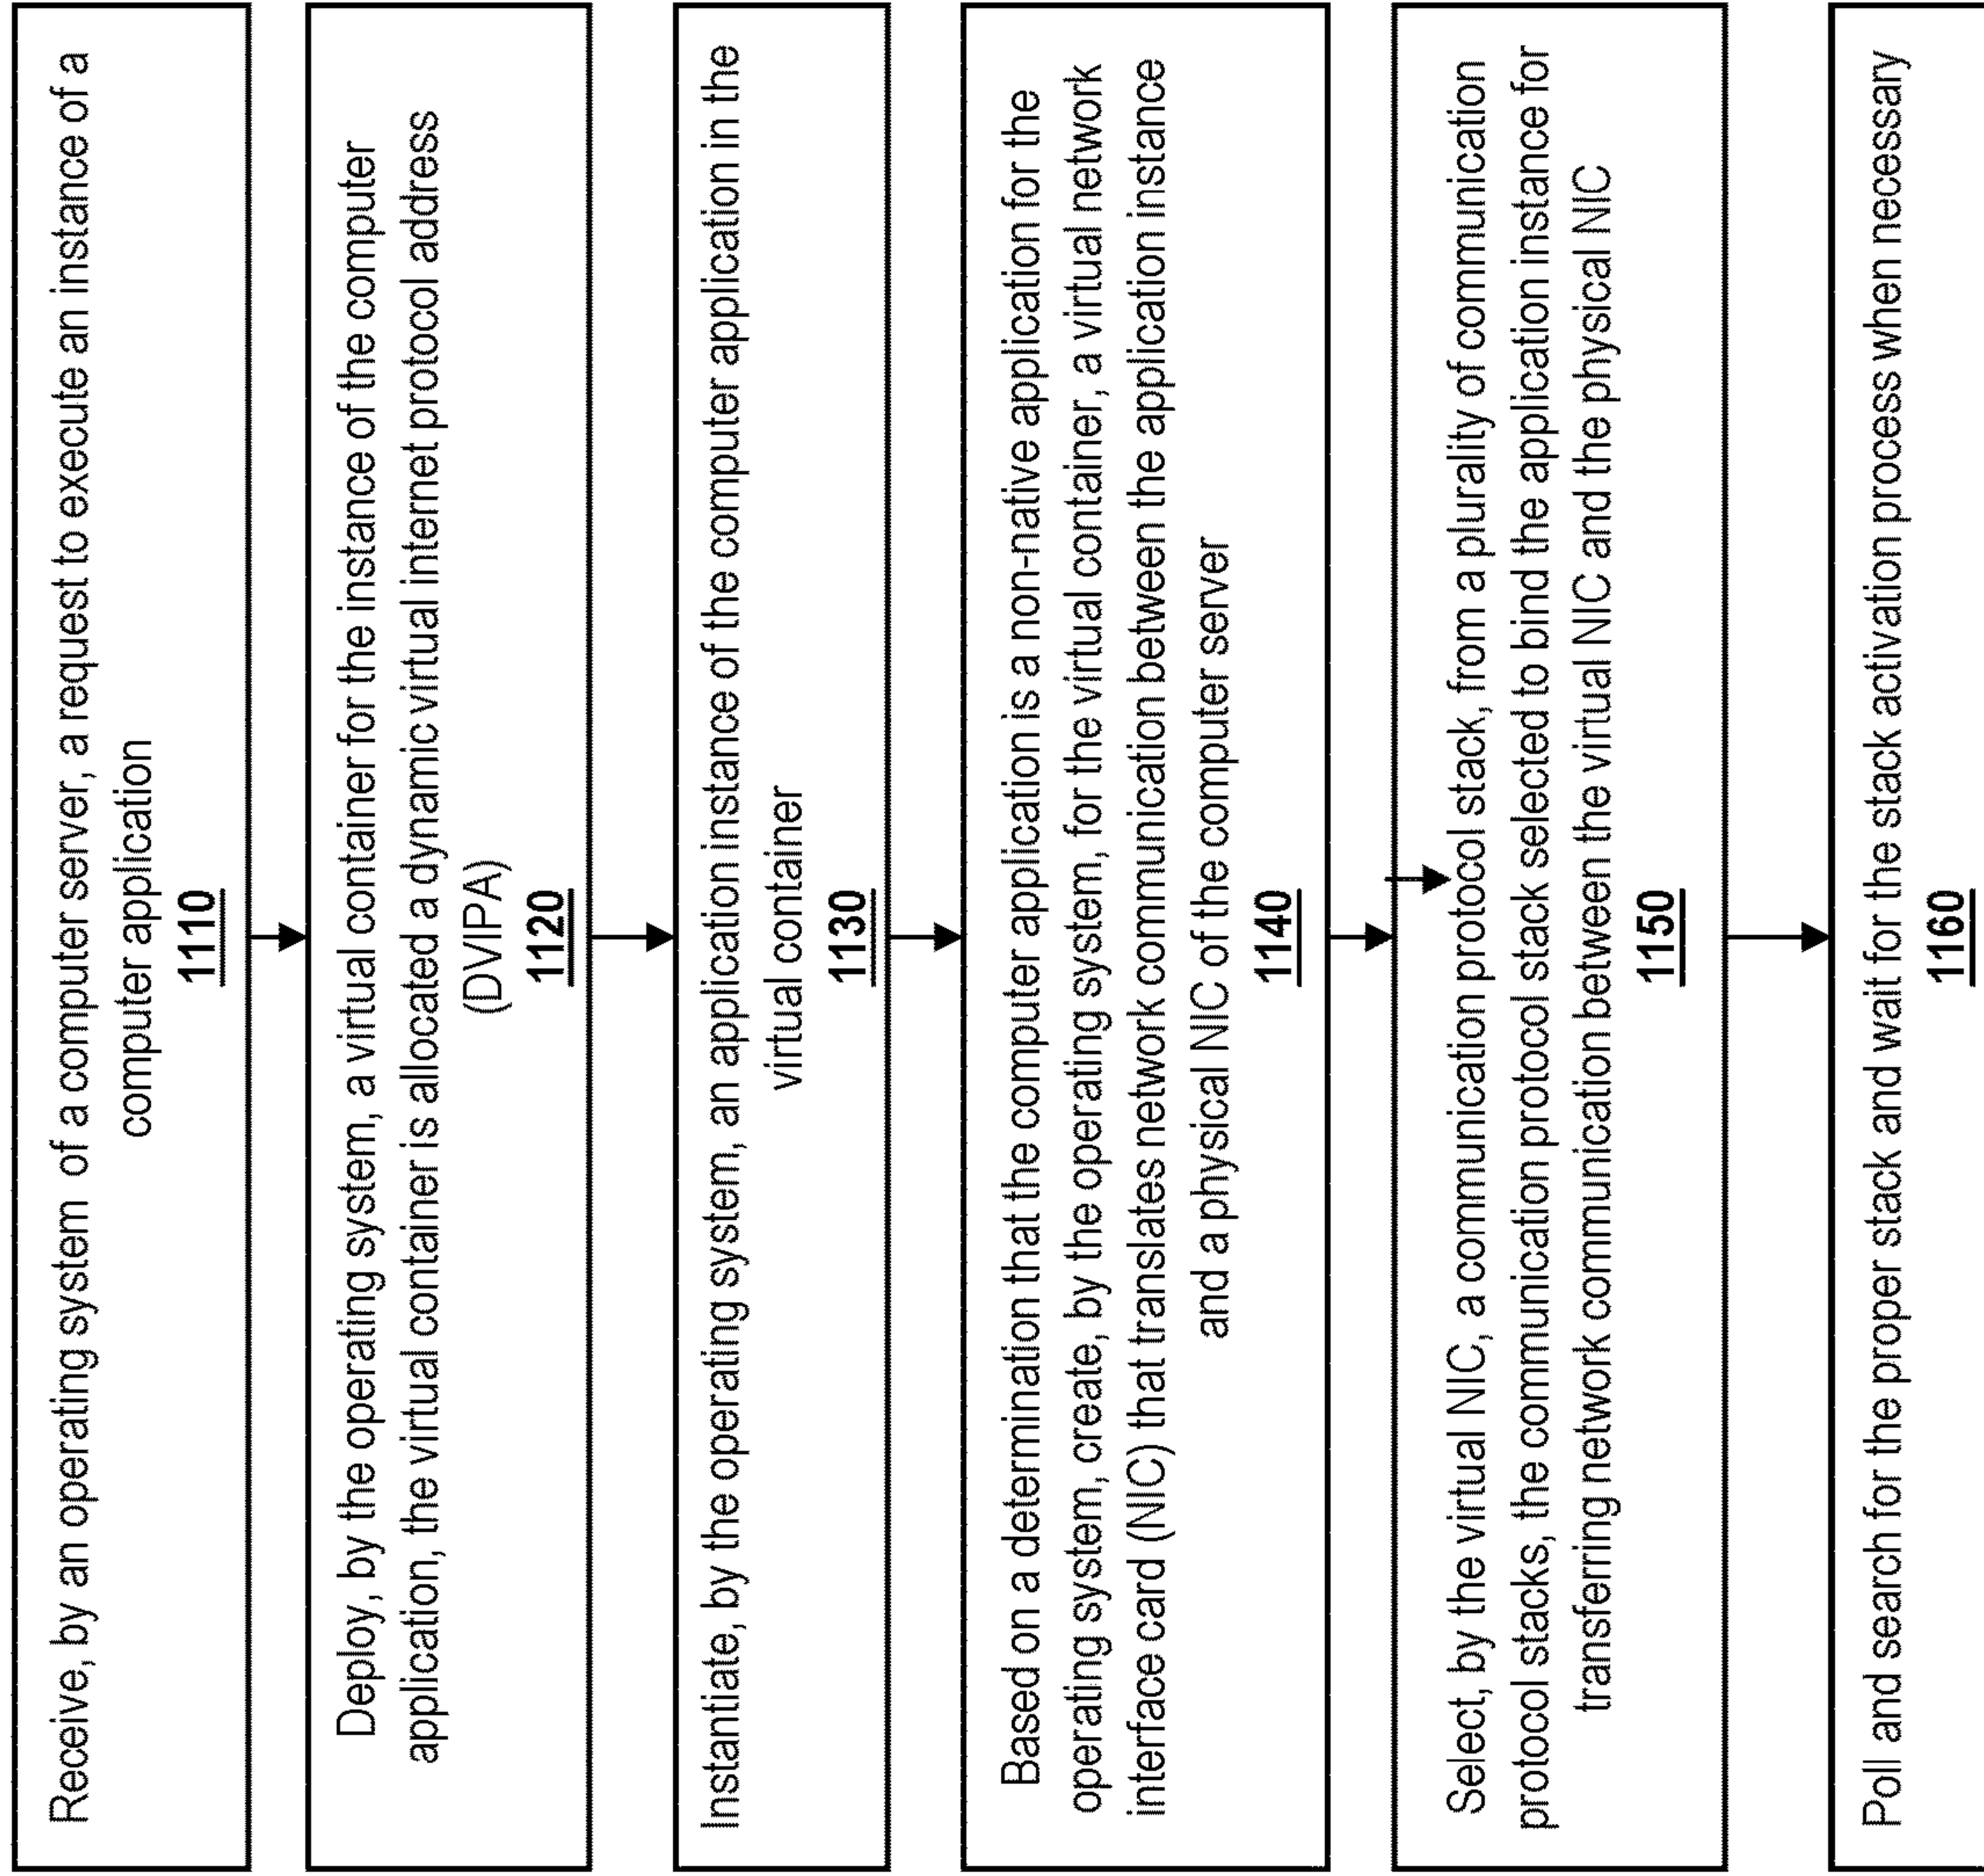 Receive, by an operating system of a computer server, a request to execute an instance of a
computer application
1110
Deploy, by the operating system, a virtual container for the instance of the computer
application, the virtual container is allocated a dynamic virtual internet protocol address
(DVIPA)
1120
Instantiate, by the operating system, an application instance of the computer application in the
virtual container
1130
Based on a determination that the computer application is a non-native application for the
operating system, create, by the operating system, for the virtual container, a virtual network
interface card (NIC) that translates network communication between the application instance
and a physical NIC of the computer server
1140
Select, by the virtual NIC, a communication protocol stack, from a plurality of communication
protocol stacks, the communication protocol stack selected to bind the application instance for
transferring network communication between the virtual NIC and the physical NIC
1150
Poll and search for the proper stack and wait for the stack activation process when necessary
1160